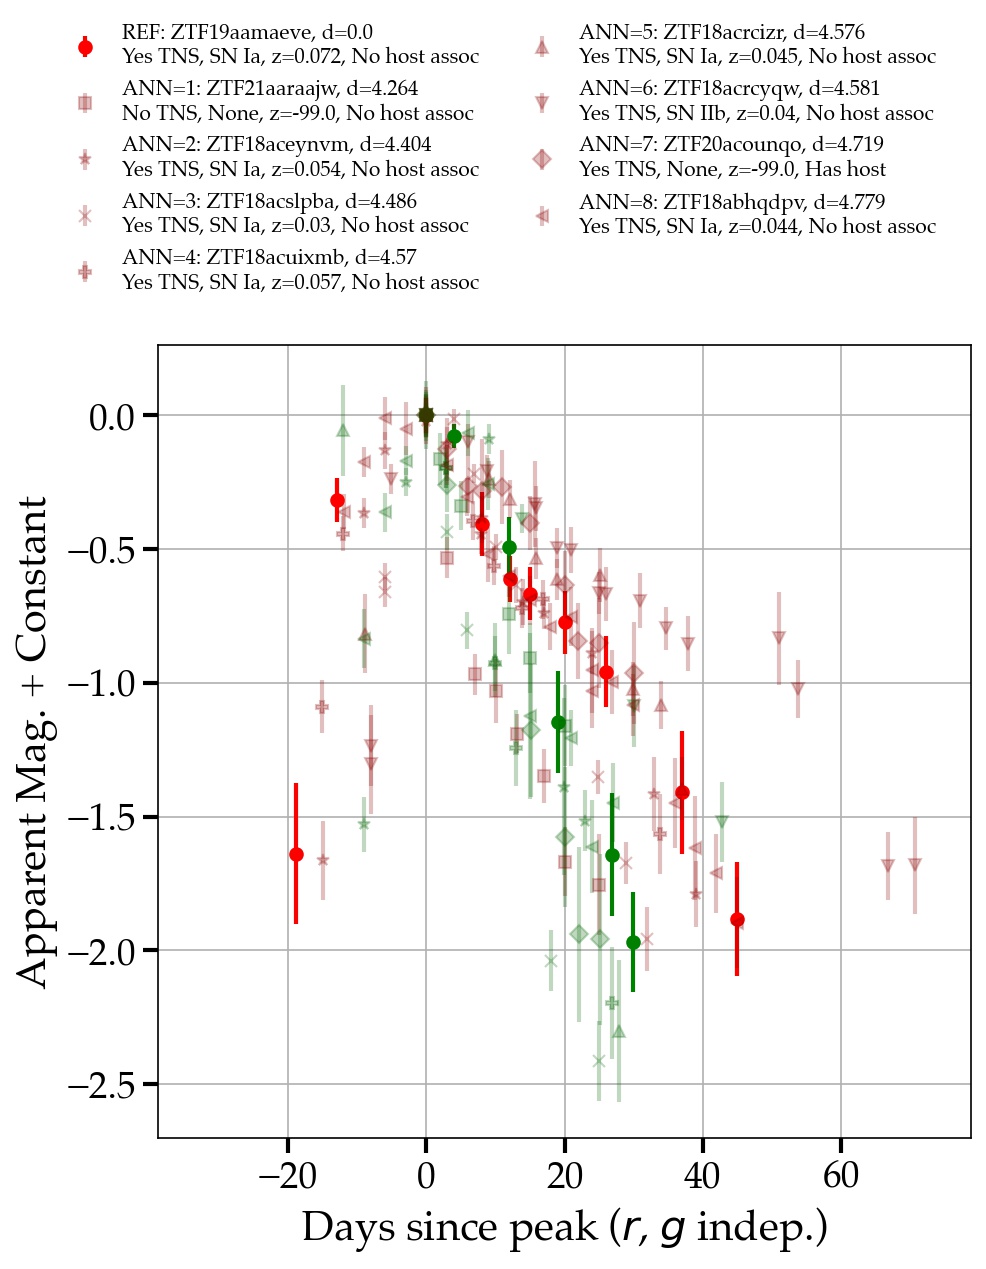 REF: ZTF19aamaeve, d=0.0
Yes TNS, SN Ia, z=0.072, No host assoc
ANN=1: ZTF21aaraajw, d=4.264
No TNS, None, z=-99.0, No host assoc
ANN=2: ZTF18aceynvm, d=4.404
Yes TNS, SN Ia, z=0.054, No host assoc
ANN=3: ZTF18acslpba, d=4.486
Yes TNS, SN Ia, z=0.03, No host assoc
ANN=4: ZTF18acuixmb, d=4.57
Yes TNS, SN Ia, z=0.057, No host assoc
ANN=5: ZTF18acrcizr, d=4.576
Yes TNS, SN Ia, z=0.045, No host assoc
ANN=6: ZTF18acrcyqw, d=4.581
Yes TNS, SN IIb, z=0.04, No host assoc
ANN=7: ZTF20acounqo, d=4.719
Yes TNS, None, z=-99.0, Has host
ANN=8: ZTF18abhqdpv, d=4.779
Yes TNS, SN Ia, z=0.044, No host assoc
Apparent Mag. + Constant
0.0
−0.5
−1.0
−1.5
−2.0
−2.5
−20 0 20 40 60
Days since peak (r, g indep.)